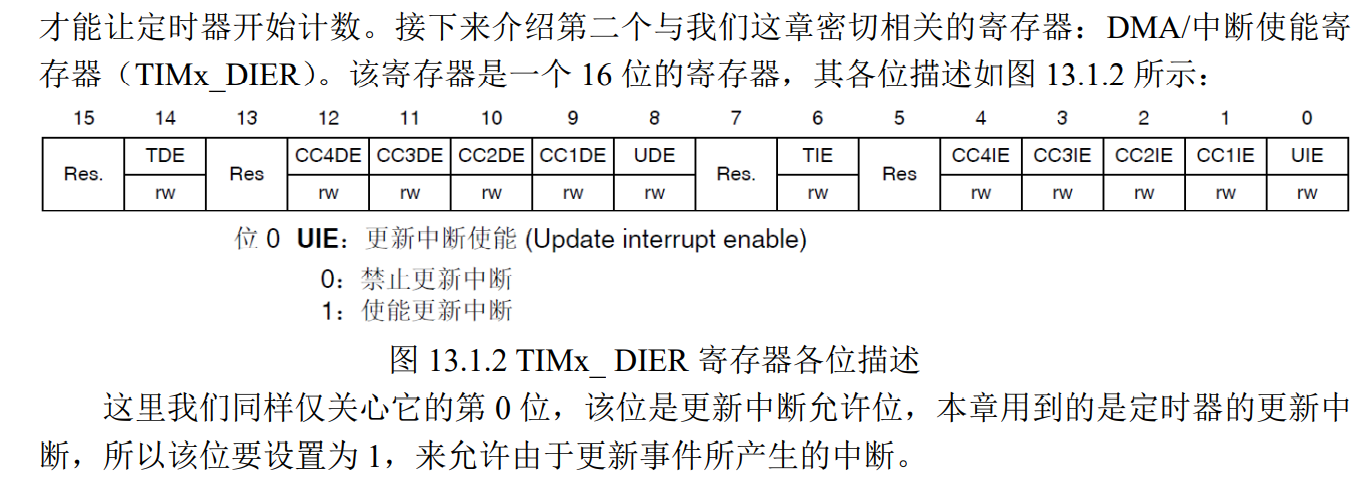 才能让定时器开始计数。接下来介绍第二个与我们这章密切相关的寄存器：DMA/中断使能寄
存器（TIMx_DIER）。该寄存器是一个 16 位的寄存器，其各位描述如图 13.1.2 所示：
15 14 13 12 11 10 9 8 7 6 5 4 3 2 1 0
Res. TDE Res CC4DE CC3DE CC2DE CC1DE UDE Res. TIE Res CC4IE CC3IE CC2IE CC1IE UIE
rw rw rw rw rw rw rw rw rw rw rw rw
位 0 UIE：更新中断使能 (Update interrupt enable)
0：禁止更新中断
1：使能更新中断
图 13.1.2 TIMx_ DIER 寄存器各位描述
这里我们同样仅关心它的第 0 位，该位是更新中断允许位，本章用到的是定时器的更新中
断，所以该位要设置为 1，来允许由于更新事件所产生的中断。